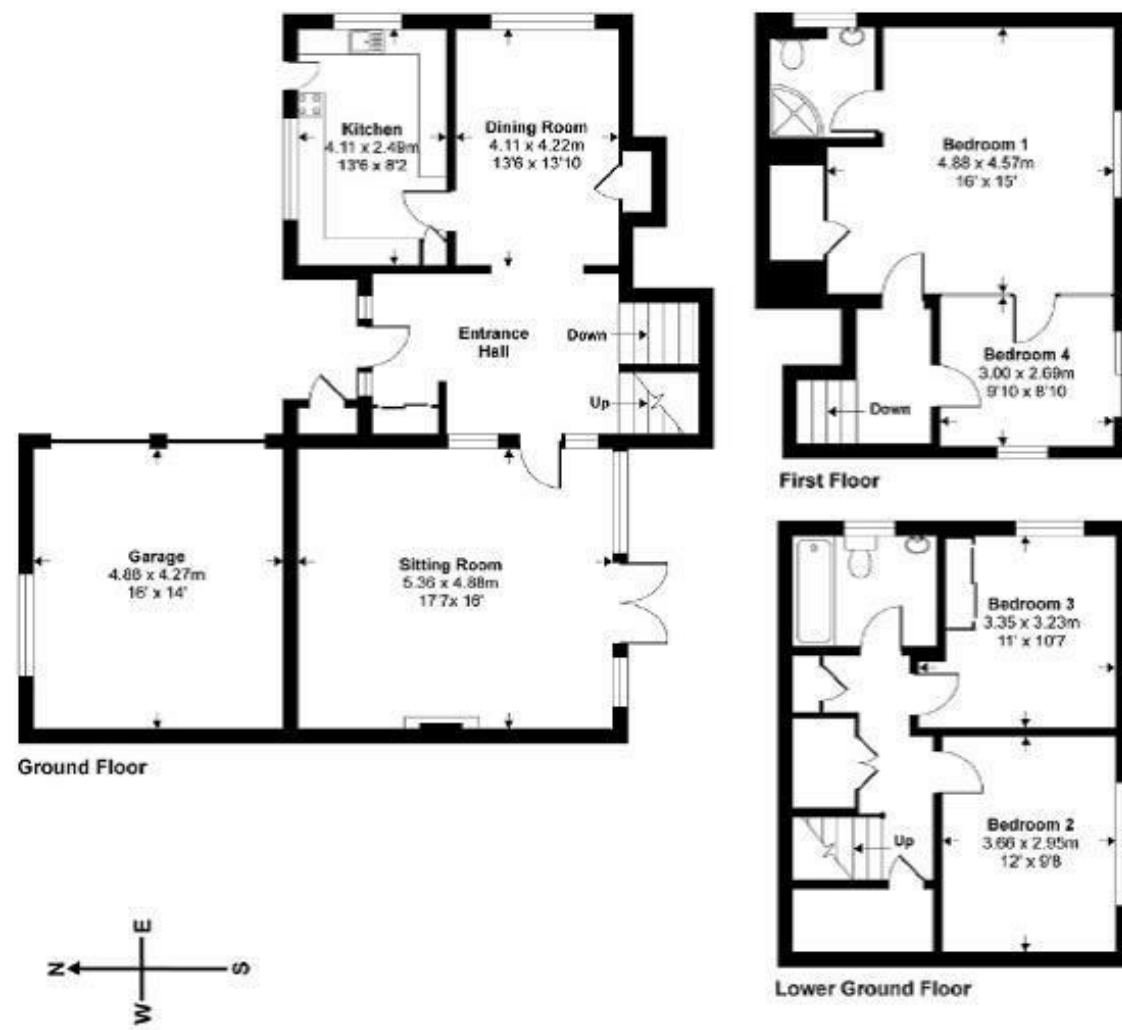 Kitchen
4.11 x 2.49m
13'6 x 8'2
Dining Room
4.11 x 4.22m
13'6 x 13'10
Entrance
Hall
Down
Up
Garage
4.88 x 4.27m
16' x 14'
Sitting Room
5.36 x 4.88m
17'7x 16'
Ground Floor
Bedroom 1
4.88 x 4.57m
16' x 15'
Bedroom 4
3.00 x 2.69m
9'10 x 8'10
Down
First Floor
Bedroom 3
3.35 x 3.23m
11' x 10'7
Bedroom 2
3.66 x 2.95m
12' x 9'8
Up
Lower Ground Floor
N
E
S
W